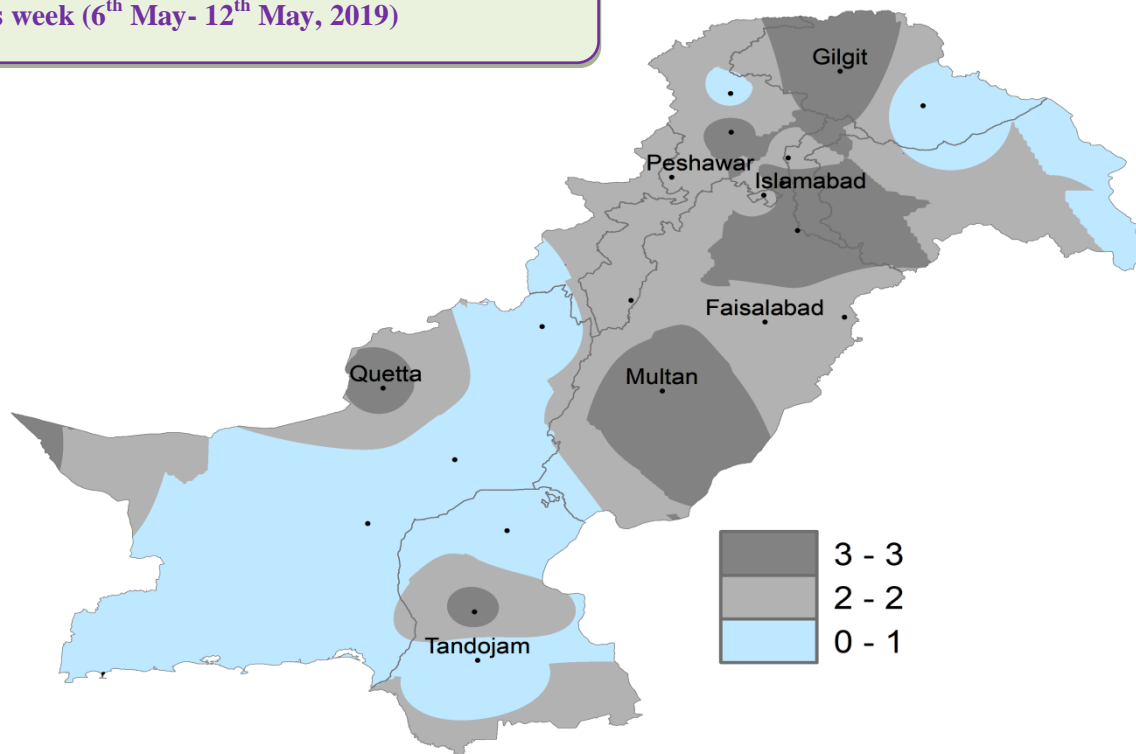 week (6th May- 12th May, 2019)
Gilgit
Peshawar
Islamabad
Faisalabad
Quetta
Multan
3 - 3
2 - 2
0 - 1
Tandojam